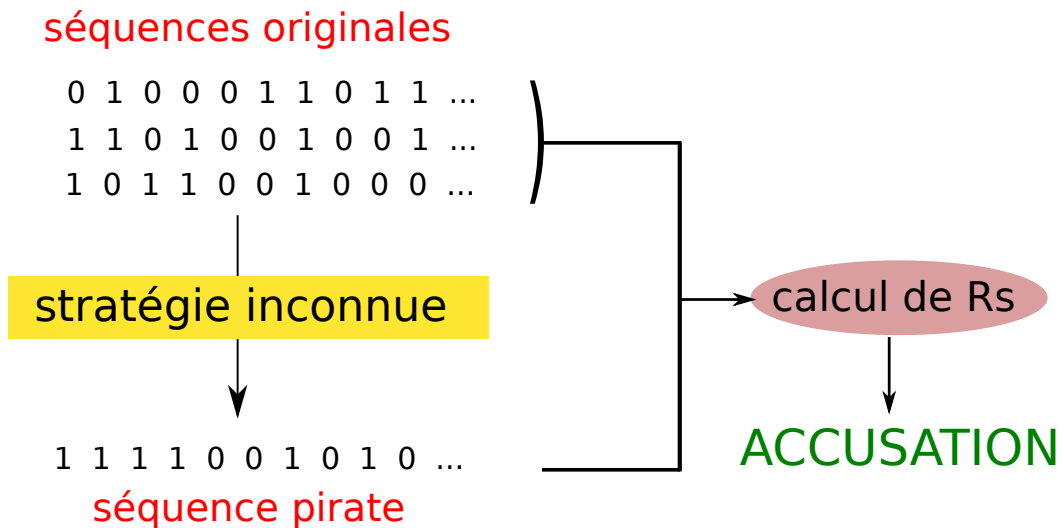 séquences originales
0 1 0 0 0 1 1 0 1 1 ...
1 1 0 1 0 0 1 0 0 1 ...
1 0 1 1 0 0 1 0 0 0 ...
stratégie inconnue
calcul de Rs
ACCUSATION
1 1 1 1 0 0 1 0 1 0 ...
séquence pirate